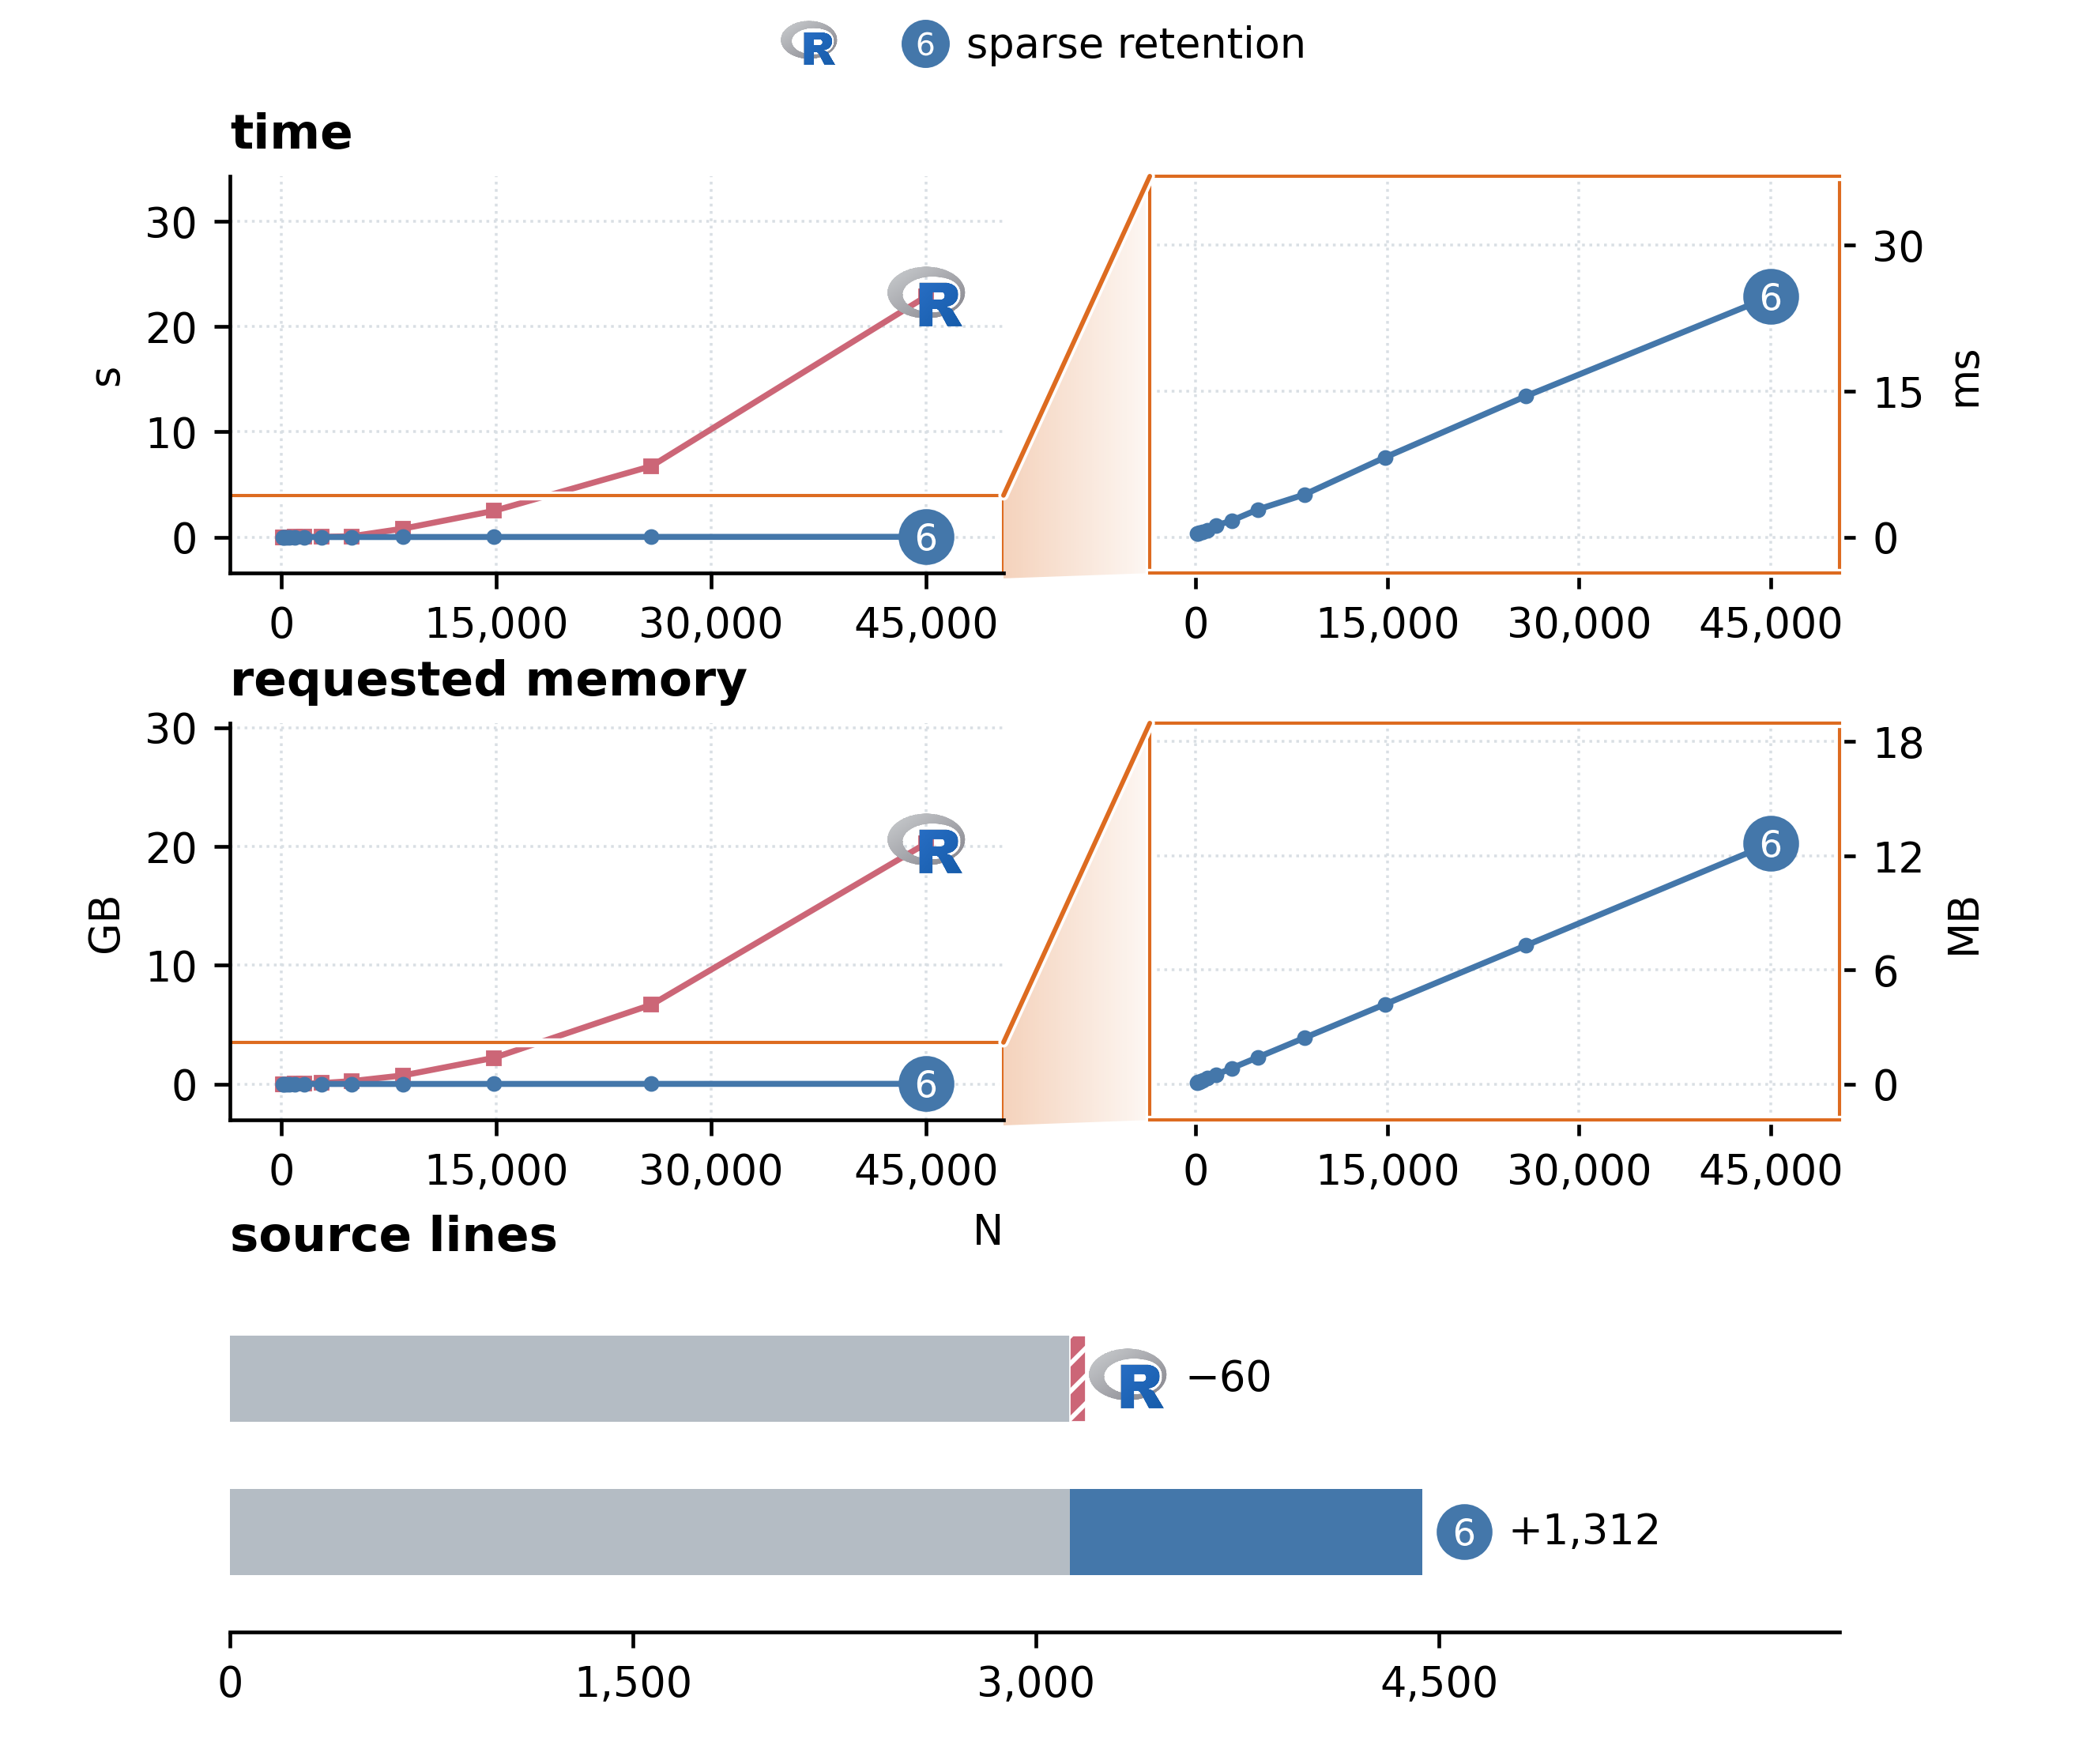 R 6 sparse retention
time
30
20
10
0
s
R
6
0 15,000 30,000 45,000
30
15
0
ms
6
0 15,000 30,000 45,000
requested memory
30
20
10
0
GB
R
6
0 15,000 30,000 45,000
N
18
12
6
0
MB
6
0 15,000 30,000 45,000
source lines
R −60
6 +1,312
0 1,500 3,000 4,500